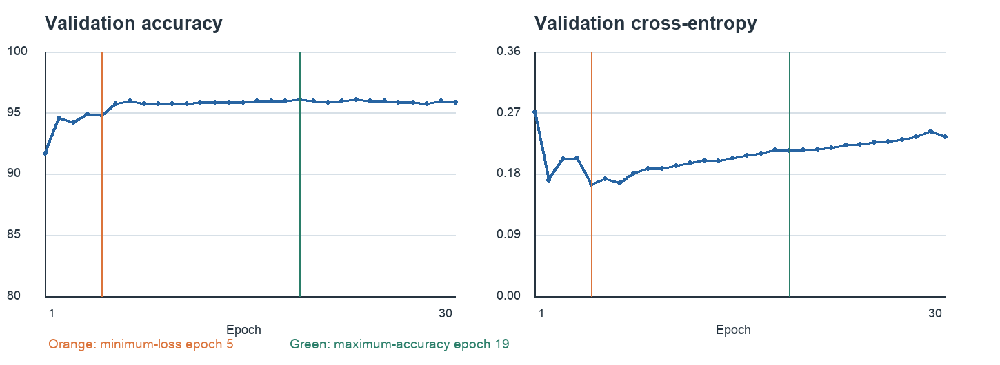 Validation accuracy
100
95
90
85
80
1
30
Epoch
Validation cross-entropy
0.36
0.27
0.18
0.09
0.00
1
30
Epoch
Orange: minimum-loss epoch 5
Green: maximum-accuracy epoch 19